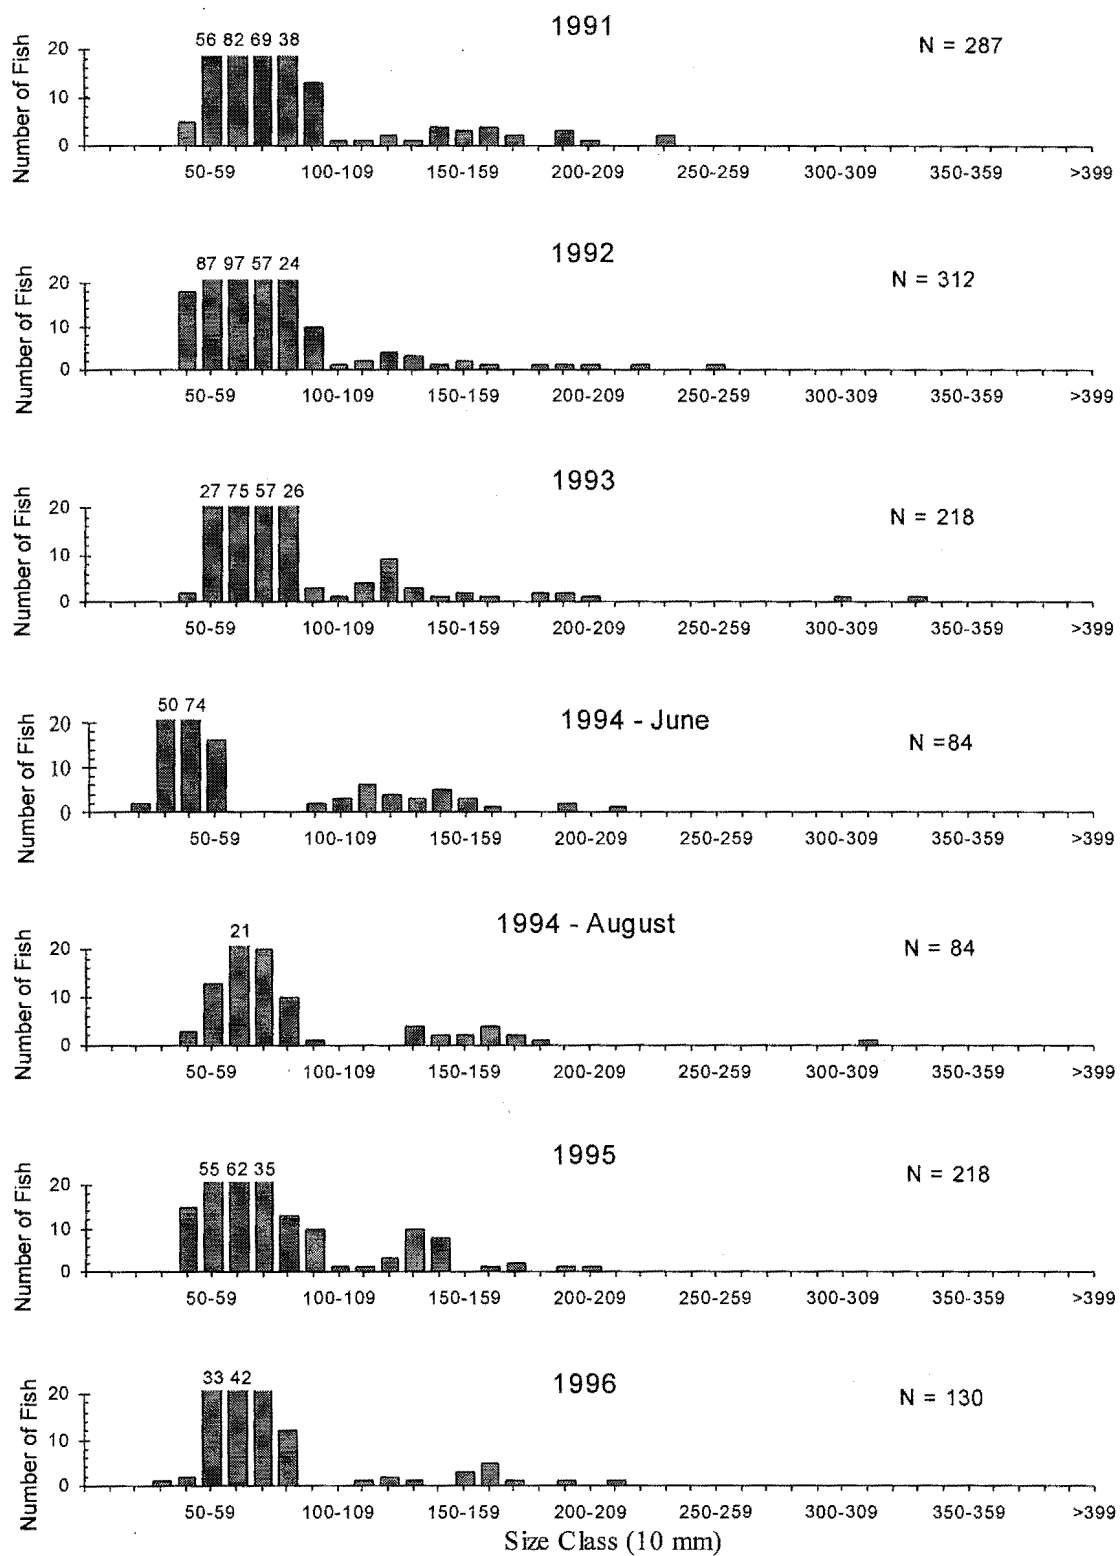 1991
N = 287
Number of Fish
56 82 69 38
20
10
0
50-59 100-109 150-159 200-209 250-259 300-309 350-359 >399
1992
N = 312
Number of Fish
87 97 57 24
20
10
0
50-59 100-109 150-159 200-209 250-259 300-309 350-359 >399
1993
N = 218
Number of Fish
27 75 57 26
20
10
0
50-59 100-109 150-159 200-209 250-259 300-309 350-359 >399
1994 - June
N =84
Number of Fish
50 74
20
10
0
50-59 100-109 150-159 200-209 250-259 300-309 350-359 >399
1994 - August
N = 84
Number of Fish
21
20
10
0
50-59 100-109 150-159 200-209 250-259 300-309 350-359 >399
1995
N = 218
Number of Fish
55 62 35
20
10
0
50-59 100-109 150-159 200-209 250-259 300-309 350-359 >399
1996
N = 130
Number of Fish
33 42
20
10
0
50-59 100-109 150-159 200-209 250-259 300-309 350-359 >399
Size Class (10 mm)